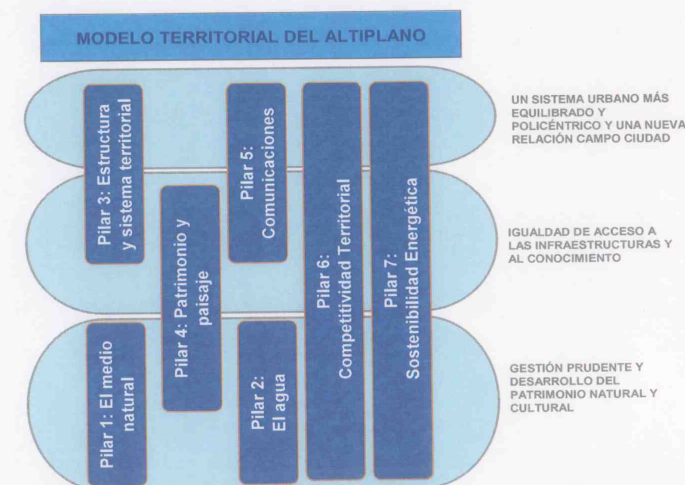 MODELO TERRITORIAL DEL ALTIPLANO
Pilar 3: Estructura
y sistema territorial
Pilar 5:
Comunicaciones
Pilar 6:
Competitividad Territorial
Pilar 7:
Sostenibilidad Energética
Pilar 4: Patrimonio y
paisaje
Pilar 1: El medio
natural
Pilar 2:
El agua
UN SISTEMA URBANO MÁS
EQUILIBRADO Y
POLICÉNTRICO Y UNA NUEVA
RELACIÓN CAMPO CIUDAD
IGUALDAD DE ACCESO A
LAS INFRAESTRUCTURAS Y
AL CONOCIMIENTO
GESTIÓN PRUDENTE Y
DESARROLLO DEL
PATRIMONIO NATURAL Y
CULTURAL